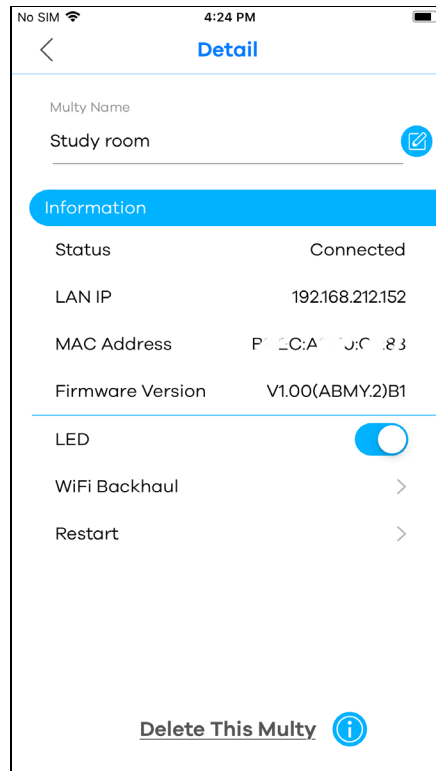 No SIM 4:24 PM
Detail
Multy Name
Study room
Information
Status Connected
LAN IP 192.168.212.152
MAC Address
Firmware Version V1.00(ABMY.2)B1
LED
WiFi Backhaul
Restart
Delete This Multy